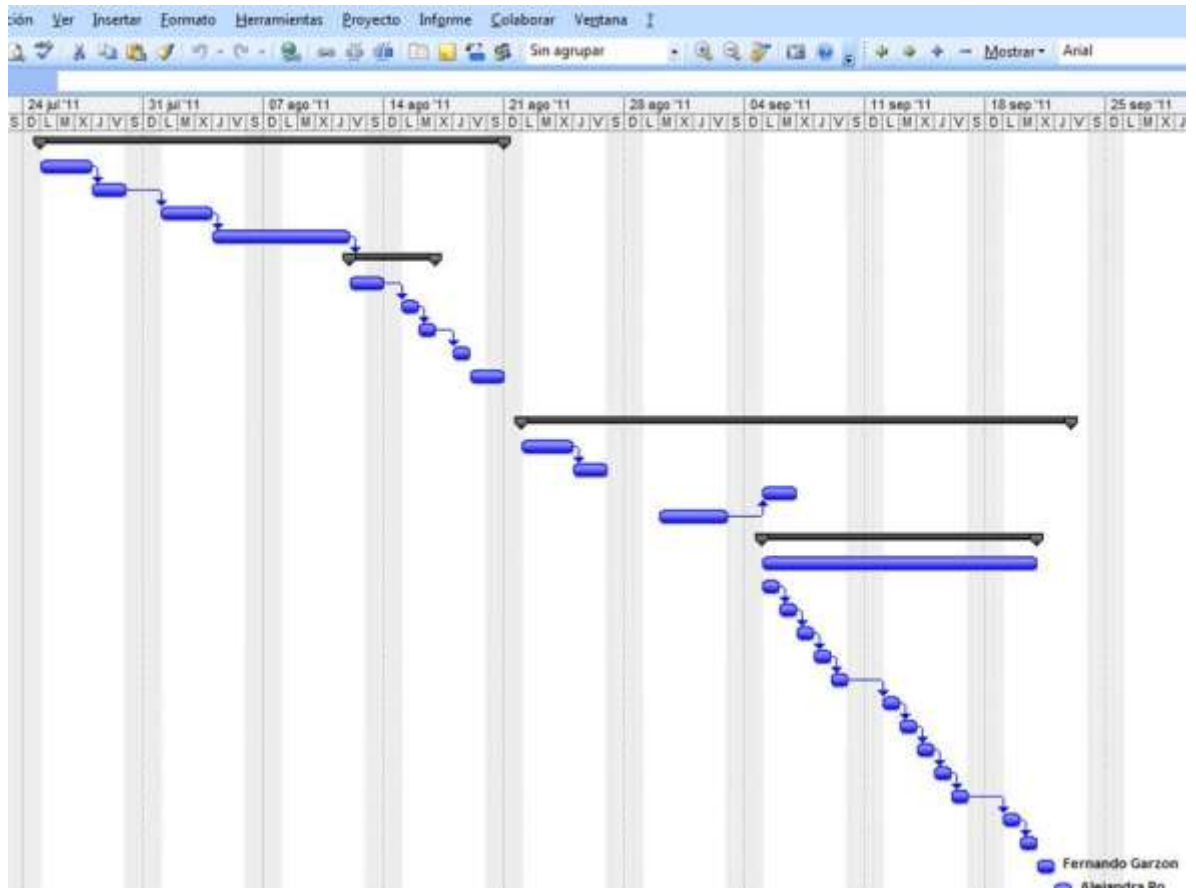 ción Ver Insertar Formato Herramientas Proyecto Informe Colaborar Ventana
Sin agrupar Mostrar Arial
24 jul '11 31 jul '11 07 ago '11 14 ago '11 21 ago '11 28 ago '11 04 sep '11 11 sep '11 18 sep '11 25 sep '11
S D L M X J V S D L M X J V S D L M X J V S D L M X J V S D L M X J V S D L M X J V S D L M X J V S D L M X J V S D L M X J V S D L M X J
Fernando Garzon
Alejandra Ro